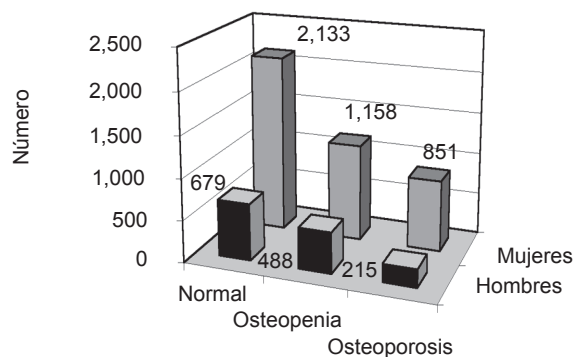 Número
2,500
2,000
1,500
1,000
500
0
2,133
1,158
851
679
488
215
Mujeres
Hombres
Normal
Osteopenia
Osteoporosis